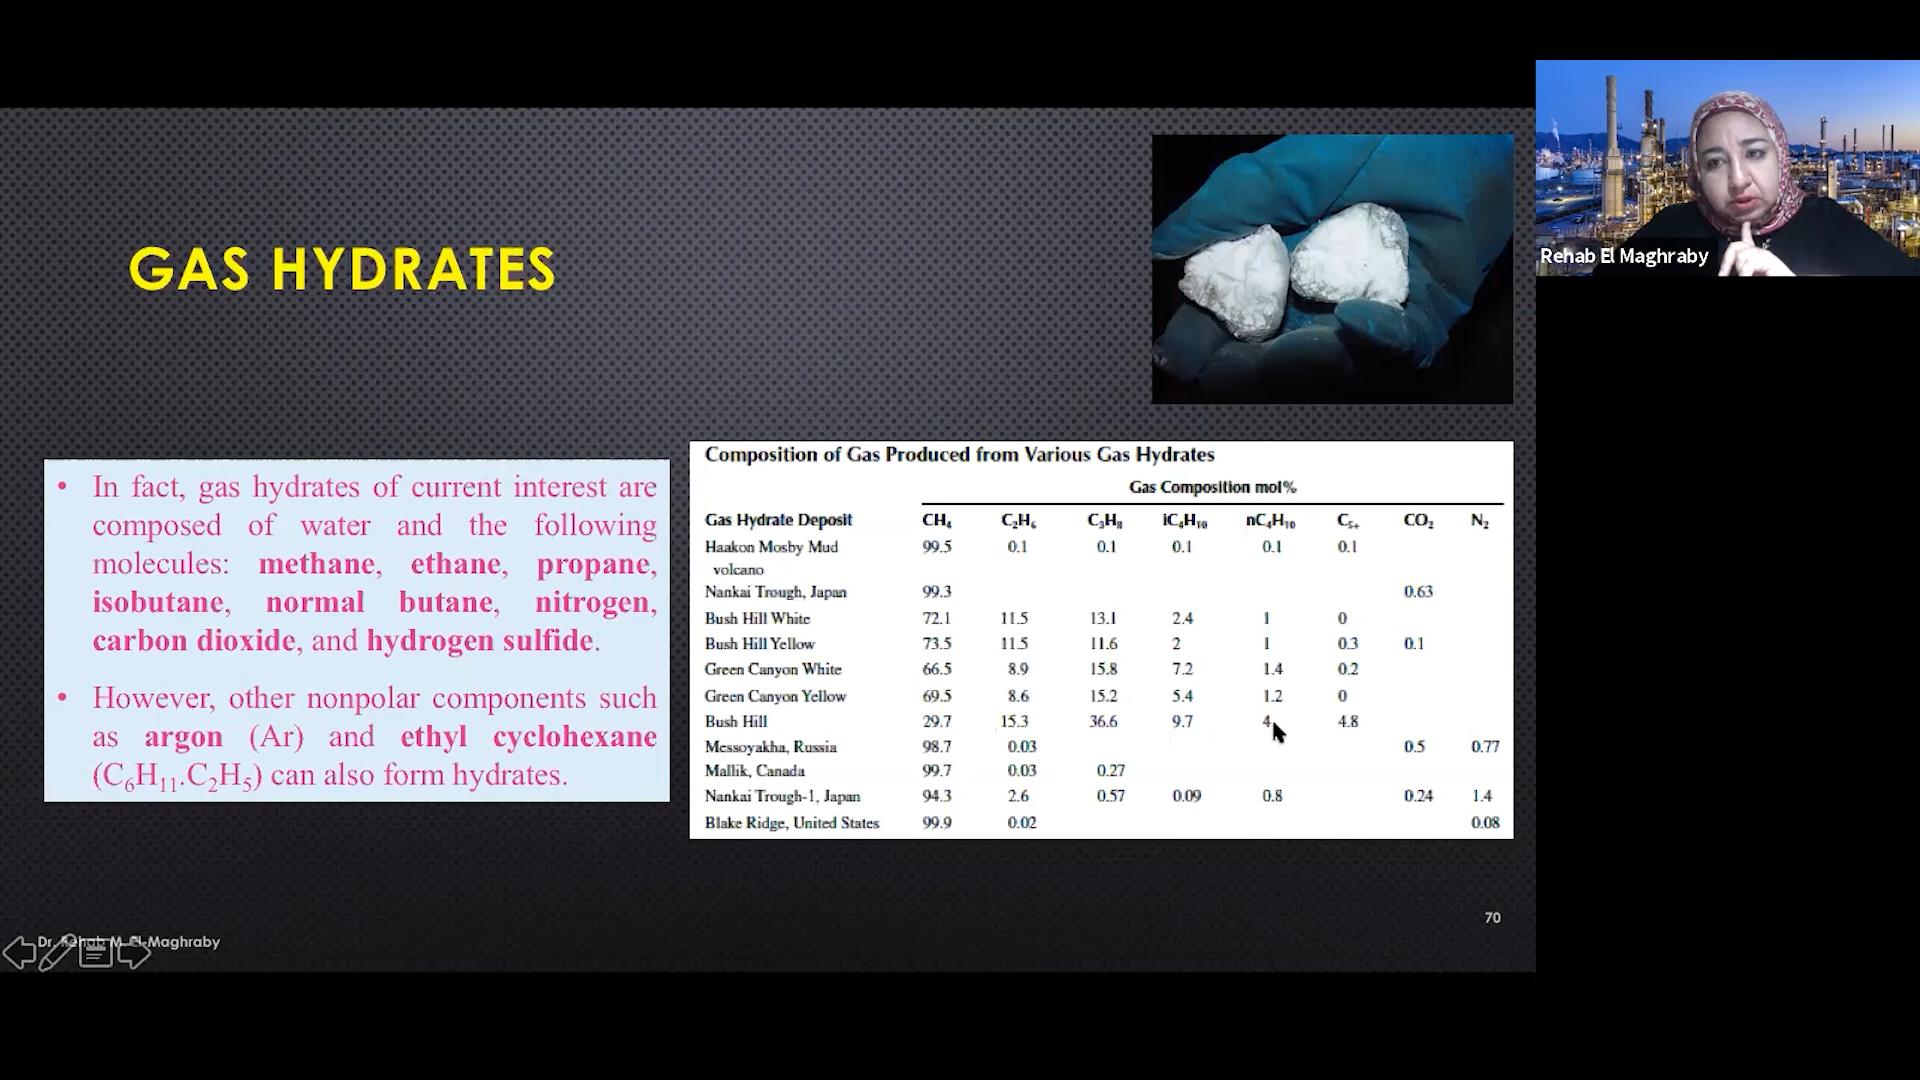 GAS HYDRATES
• In fact, gas hydrates of current interest are
composed of water and the following
molecules: methane, ethane, propane,
isobutane, normal butane, nitrogen,
carbon dioxide, and hydrogen sulfide.
• However, other nonpolar components such
as argon (Ar) and ethyl cyclohexane
(C₆H₁₁.C₂H₅) can also form hydrates.
Composition of Gas Produced from Various Gas Hydrates
Gas Composition mol%
Gas Hydrate Deposit CH₄ C₂H₆ C₃H₈ iC₄H₁₀ nC₄H₁₀ C₅₊ CO₂ N₂
Haakon Mosby Mud 99.5 0.1 0.1 0.1 0.1 0.1
volcano
Nankai Trough, Japan 99.3 0.63
Bush Hill White 72.1 11.5 13.1 2.4 1 0
Bush Hill Yellow 73.5 11.5 11.6 2 1 0.3 0.1
Green Canyon White 66.5 8.9 15.8 7.2 1.4 0.2
Green Canyon Yellow 69.5 8.6 15.2 5.4 1.2 0
Bush Hill 29.7 15.3 36.6 9.7 4 4.8
Messoyakha, Russia 98.7 0.03 0.5 0.77
Mallik, Canada 99.7 0.03 0.27
Nankai Trough-1, Japan 94.3 2.6 0.57 0.09 0.8 0.24 1.4
Blake Ridge, United States 99.9 0.02 0.08
70
Dr. Rehab M. El-Maghraby
Rehab El Maghraby